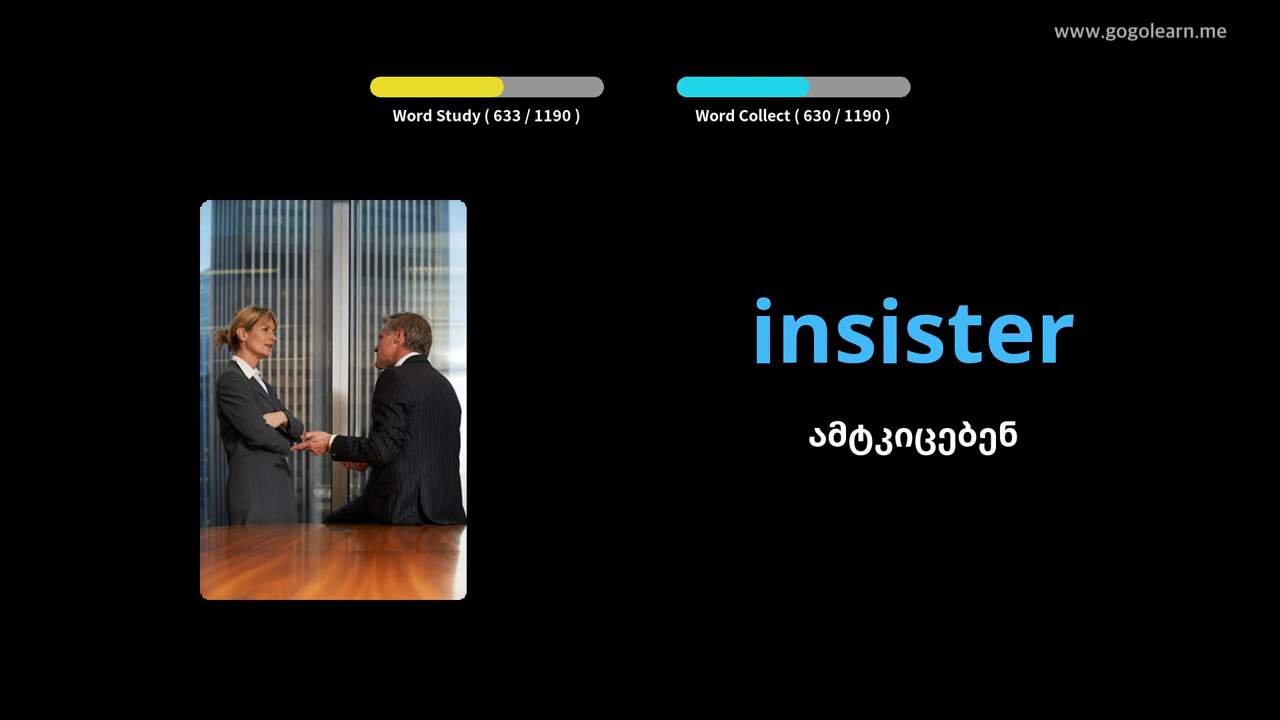 www.gogolearn.me
Word Study ( 633 / 1190 )
Word Collect ( 630 / 1190 )
insister
ამტკიცებენ